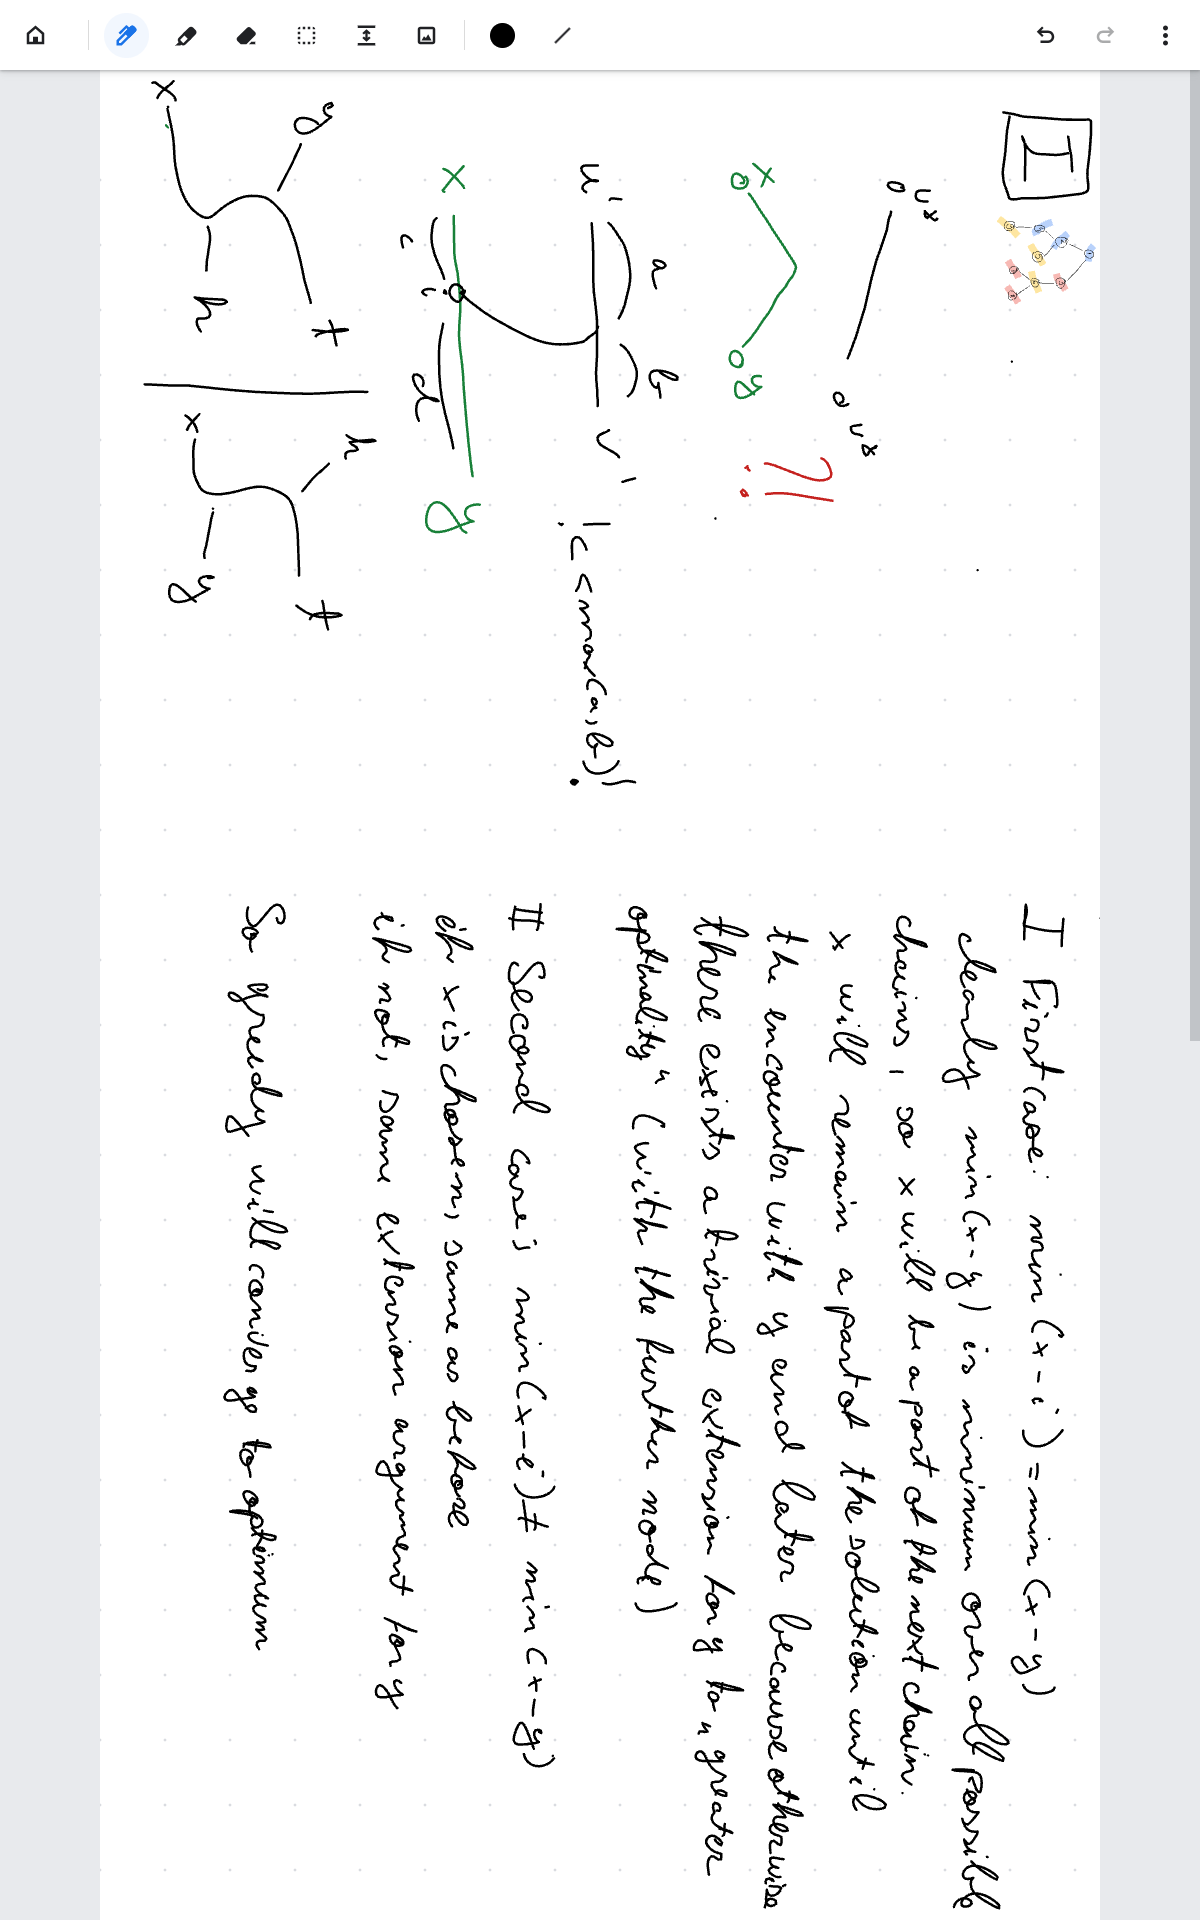 I
u*
v*
x
y
?!
u'
a
b
v'
! c < max(a, b) !
x
c
i
d
y
y
x
h
t
h
x
y
t
I First case: min(x-i) = min(x-y)
clearly min(x-y) is minimum over all possible
chains, so x will be a part of the next chain.
x will remain a part of the solution until
the encounter with y and later because otherwise
there exists a trivial extension for y to "greater
optimality" (with the further node)
II Second case; min(x-i) ≠ min(x-y)
if x is chosen, same as before
if not, same extension argument for y
So greedy will converge to optimum